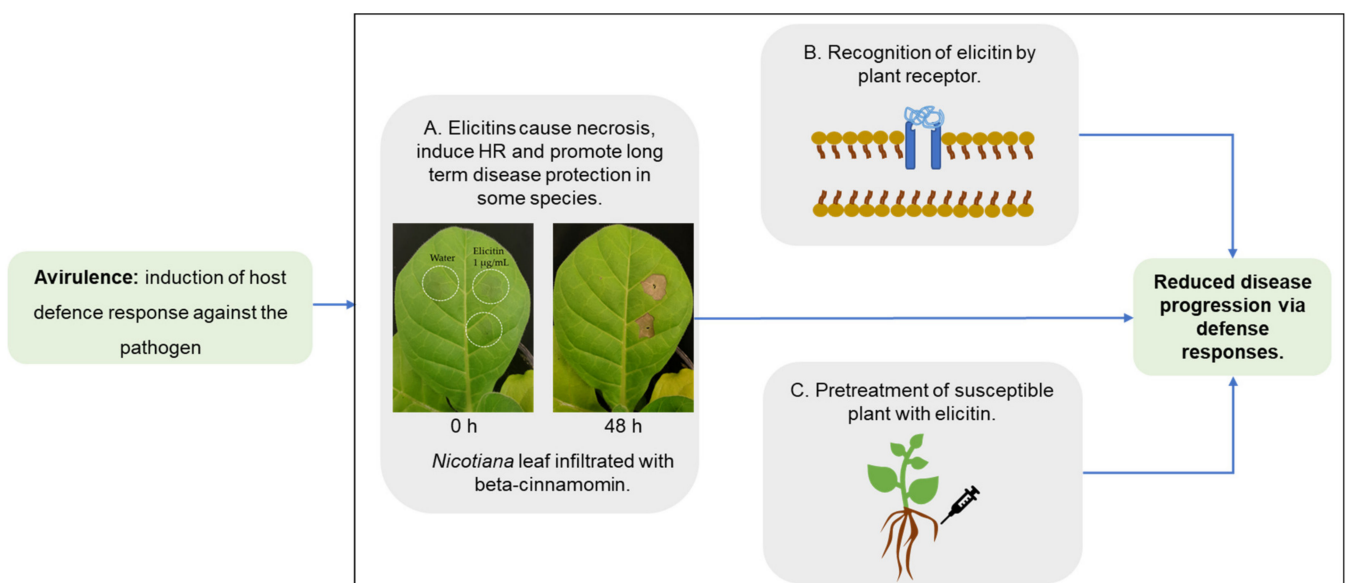 Avirulence: induction of host
defence response against the
pathogen
A. Elicitins cause necrosis,
induce HR and promote long
term disease protection in
some species.
Water
Elicitin
1 µg/mL
0 h
48 h
Nicotiana leaf infiltrated with
beta-cinnamomin.
B. Recognition of elicitin by
plant receptor.
C. Pretreatment of susceptible
plant with elicitin.
Reduced disease
progression via
defense
responses.